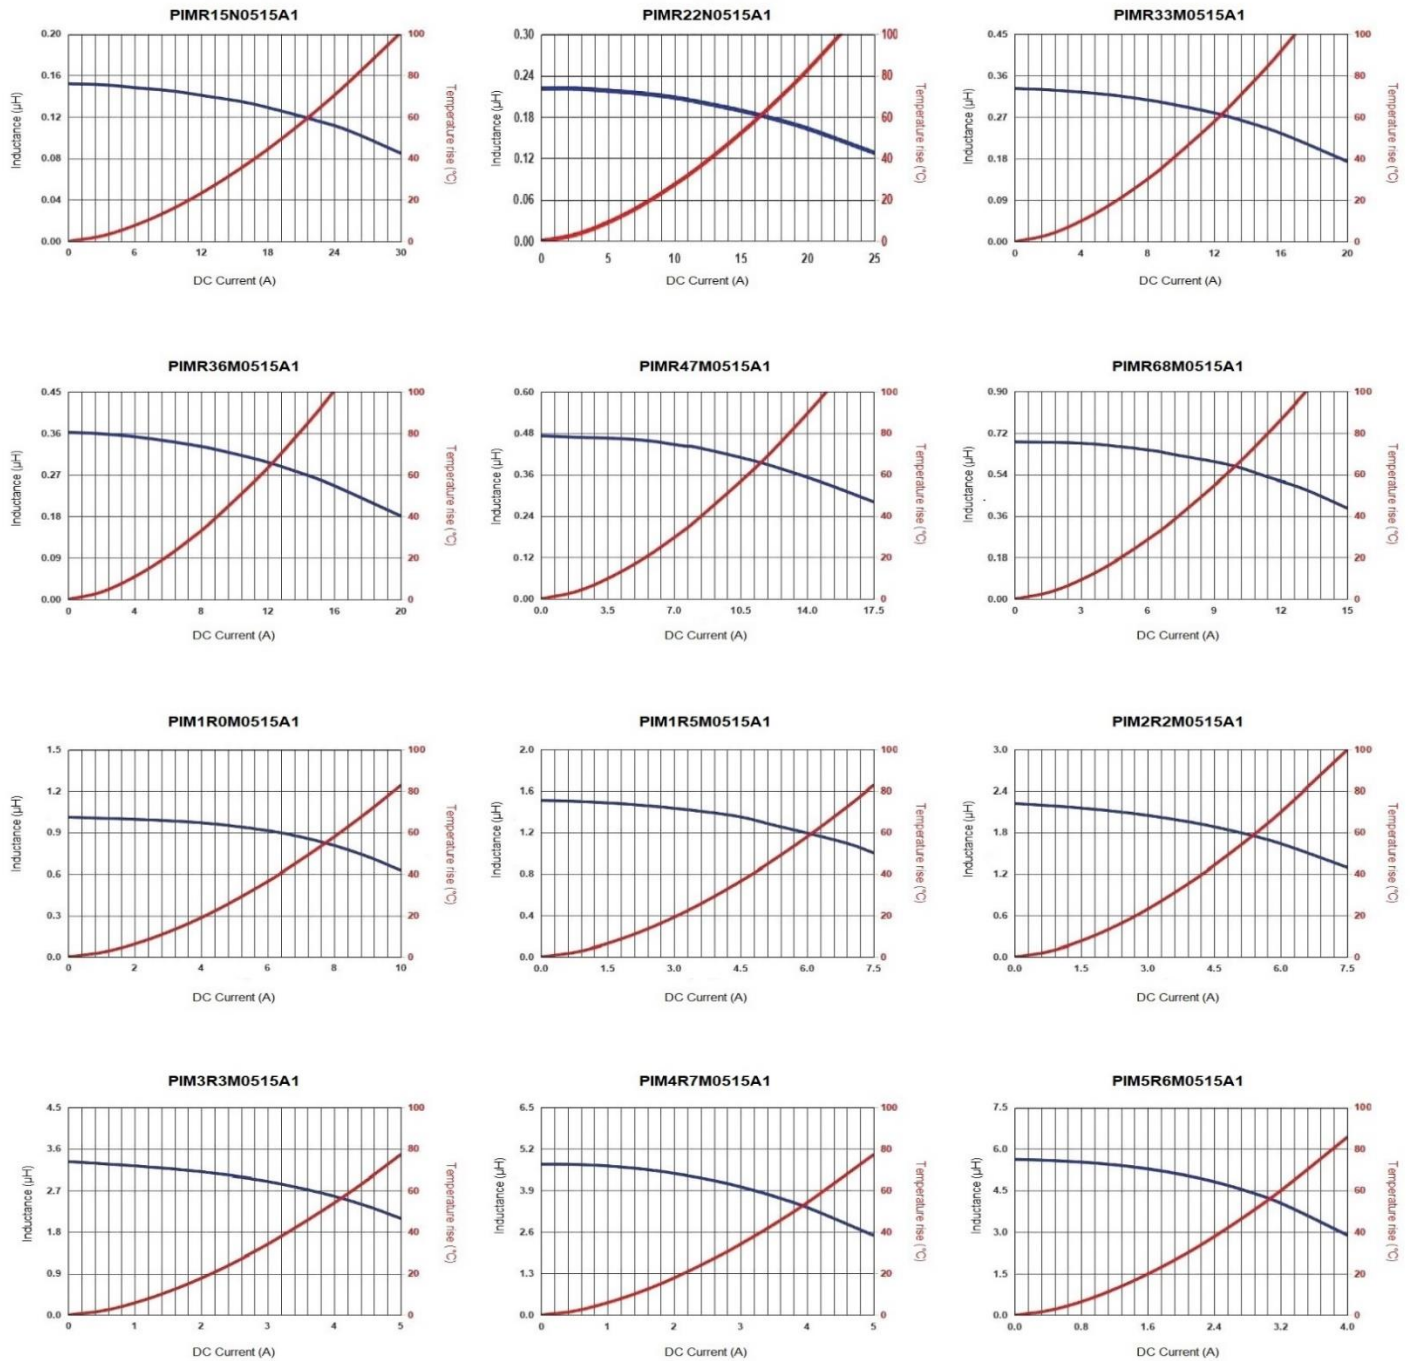 PIMR15N0515A1
0.20
0.16
0.12
0.08
0.04
0.00
Inductance (µH)
100
80
60
40
20
0
Temperature rise (°C)
0 6 12 18 24 30
DC Current (A)
PIMR22N0515A1
0.30
0.24
0.18
0.12
0.06
0.00
Inductance (µH)
100
80
60
40
20
0
Temperature rise (°C)
0 5 10 15 20 25
DC Current (A)
PIMR33M0515A1
0.45
0.36
0.27
0.18
0.09
0.00
Inductance (µH)
100
80
60
40
20
0
Temperature rise (°C)
0 4 8 12 16 20
DC Current (A)
PIMR36M0515A1
0.45
0.36
0.27
0.18
0.09
0.00
Inductance (µH)
100
80
60
40
20
0
Temperature rise (°C)
0 4 8 12 16 20
DC Current (A)
PIMR47M0515A1
0.60
0.48
0.36
0.24
0.12
0.00
Inductance (µH)
100
80
60
40
20
0
Temperature rise (°C)
0.0 3.5 7.0 10.5 14.0 17.5
DC Current (A)
PIMR68M0515A1
0.90
0.72
0.54
0.36
0.18
0.00
Inductance (µH)
100
80
60
40
20
0
Temperature rise (°C)
0 3 6 9 12 15
DC Current (A)
PIM1R0M0515A1
1.5
1.2
0.9
0.6
0.3
0.0
Inductance (µH)
100
80
60
40
20
0
Temperature rise (°C)
0 2 4 6 8 10
DC Current (A)
PIM1R5M0515A1
2.0
1.6
1.2
0.8
0.4
0.0
Inductance (µH)
100
80
60
40
20
0
Temperature rise (°C)
0.0 1.5 3.0 4.5 6.0 7.5
DC Current (A)
PIM2R2M0515A1
3.0
2.4
1.8
1.2
0.6
0.0
Inductance (µH)
100
80
60
40
20
0
Temperature rise (°C)
0.0 1.5 3.0 4.5 6.0 7.5
DC Current (A)
PIM3R3M0515A1
4.5
3.6
2.7
1.8
0.9
0.0
Inductance (µH)
100
80
60
40
20
0
Temperature rise (°C)
0 1 2 3 4 5
DC Current (A)
PIM4R7M0515A1
6.5
5.2
3.9
2.6
1.3
0.0
Inductance (µH)
100
80
60
40
20
0
Temperature rise (°C)
0 1 2 3 4 5
DC Current (A)
PIM5R6M0515A1
7.5
6.0
4.5
3.0
1.5
0.0
Inductance (µH)
100
80
60
40
20
0
Temperature rise (°C)
0.0 0.8 1.6 2.4 3.2 4.0
DC Current (A)